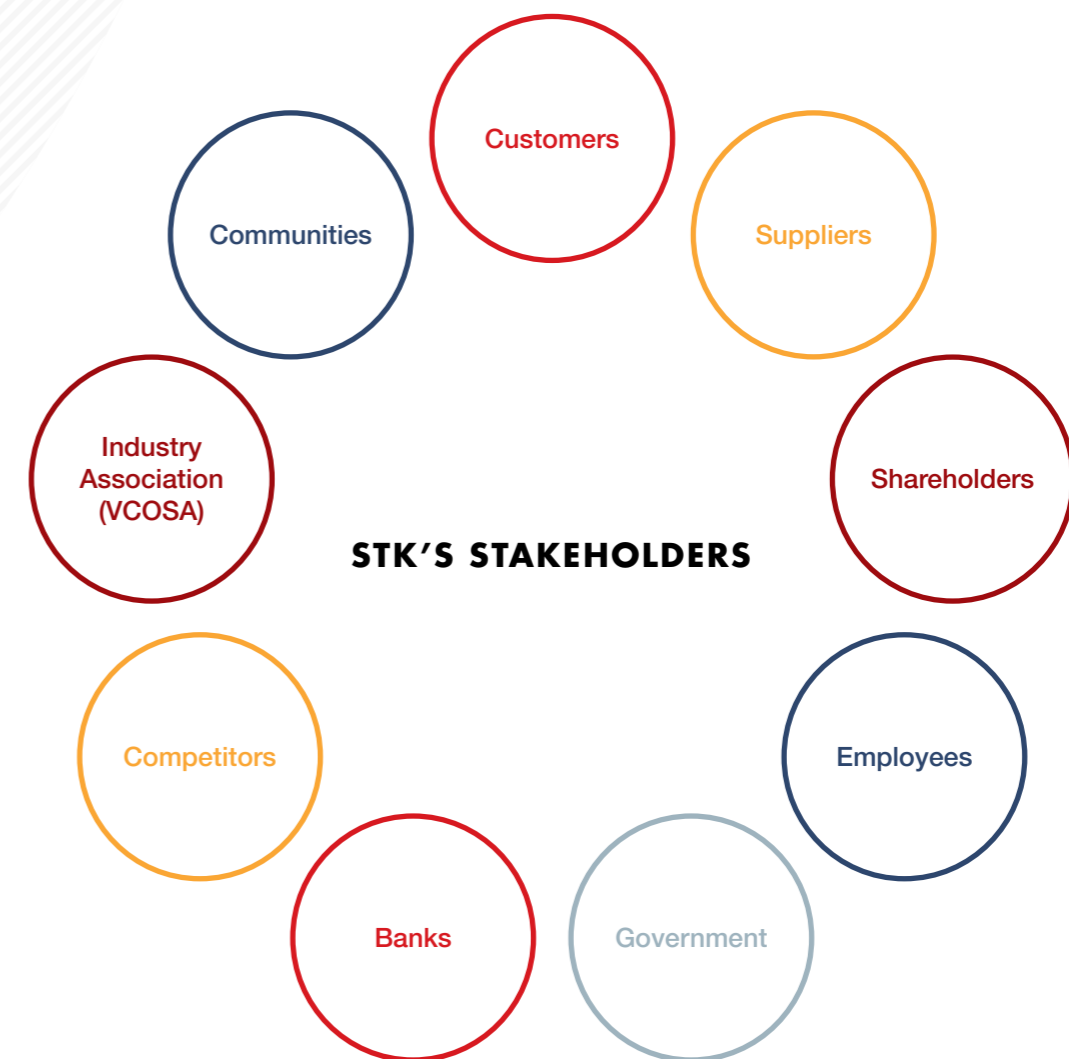 Customers
Communities
Suppliers
Industry
Association
(VCOSA)
Shareholders
STK’S STAKEHOLDERS
Competitors
Employees
Banks
Government